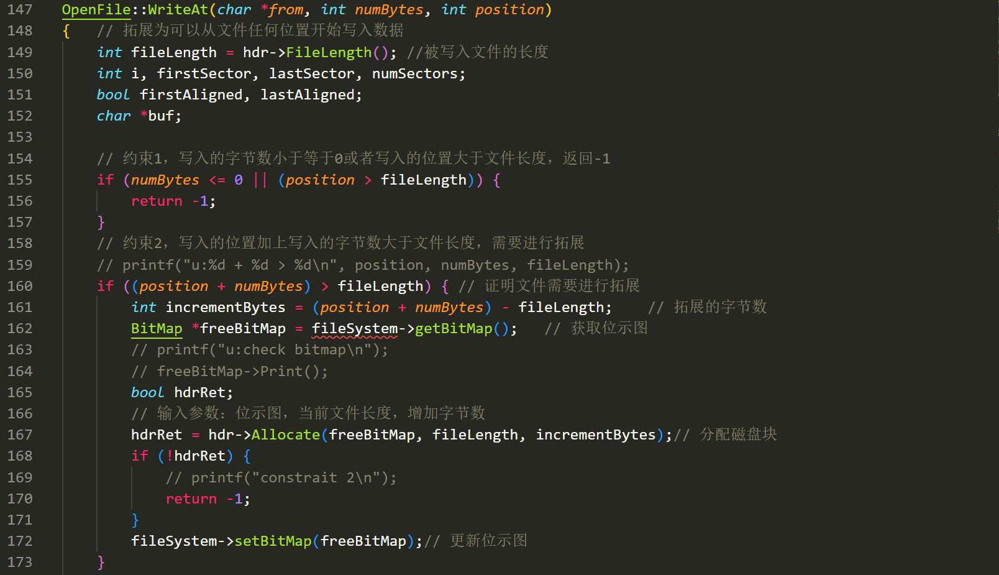 147 OpenFile::WriteAt(char *from, int numBytes, int position)
148 { // 拓展为可以从文件任何位置开始写入数据
149 int fileLength = hdr->FileLength(); //被写入文件的长度
150 int i, firstSector, lastSector, numSectors;
151 bool firstAligned, lastAligned;
152 char *buf;
153
154 // 约束1，写入的字节数小于等于0或者写入的位置大于文件长度，返回-1
155 if (numBytes <= 0 || (position > fileLength)) {
156 return -1;
157 }
158 // 约束2，写入的位置加上写入的字节数大于文件长度，需要进行拓展
159 // printf("u:%d + %d > %d\n", position, numBytes, fileLength);
160 if ((position + numBytes) > fileLength) { // 证明文件需要进行拓展
161 int incrementBytes = (position + numBytes) - fileLength; // 拓展的字节数
162 BitMap *freeBitMap = fileSystem->getBitMap(); // 获取位示图
163 // printf("u:check bitmap\n");
164 // freeBitMap->Print();
165 bool hdrRet;
166 // 输入参数：位示图，当前文件长度，增加字节数
167 hdrRet = hdr->Allocate(freeBitMap, fileLength, incrementBytes);// 分配磁盘块
168 if (!hdrRet) {
169 // printf("constrait 2\n");
170 return -1;
171 }
172 fileSystem->setBitMap(freeBitMap);// 更新位示图
173 }